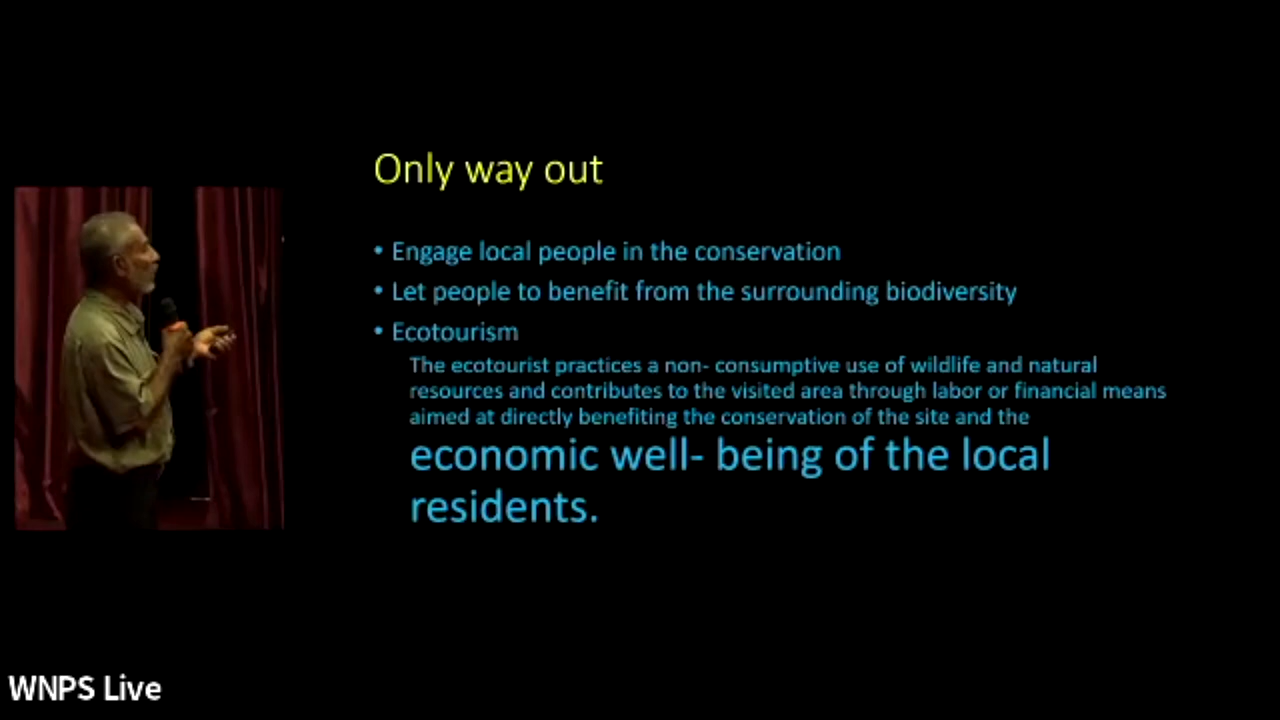 Only way out
• Engage local people in the conservation
• Let people to benefit from the surrounding biodiversity
• Ecotourism
The ecotourist practices a non- consumptive use of wildlife and natural
resources and contributes to the visited area through labor or financial means
aimed at directly benefiting the conservation of the site and the
economic well- being of the local
residents.
WNPS Live